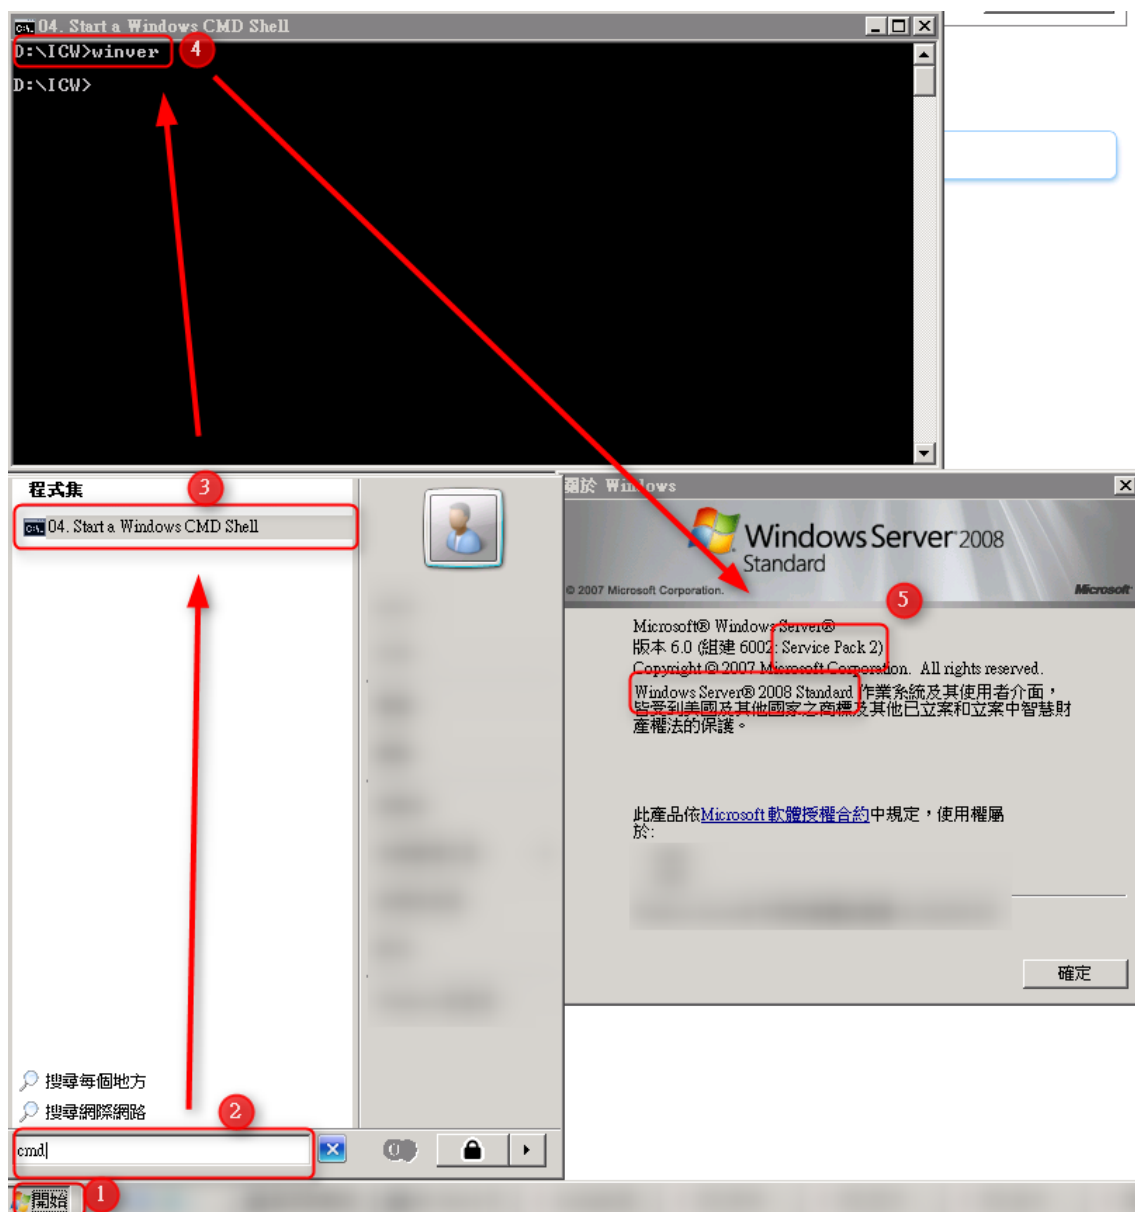 04. Start a Windows CMD Shell
D:\ICW>winver
4
D:\ICW>
程式集
3
04. Start a Windows CMD Shell
關於 Windows
Windows Server 2008
Standard
© 2007 Microsoft Corporation.
Microsoft
5
Microsoft® Windows Server®
版本 6.0 (組建 6002: Service Pack 2)
Copyright © 2007 Microsoft Corporation. All rights reserved.
Windows Server® 2008 Standard 作業系統及其使用者介面，
皆受到美國及其他國家之商標及其他已立案和立案中智慧財
產權法的保護。
此產品依Microsoft 軟體授權合約中規定，使用權屬
於:
確定
搜尋每個地方
搜尋網際網路
2
cmd
開始
1